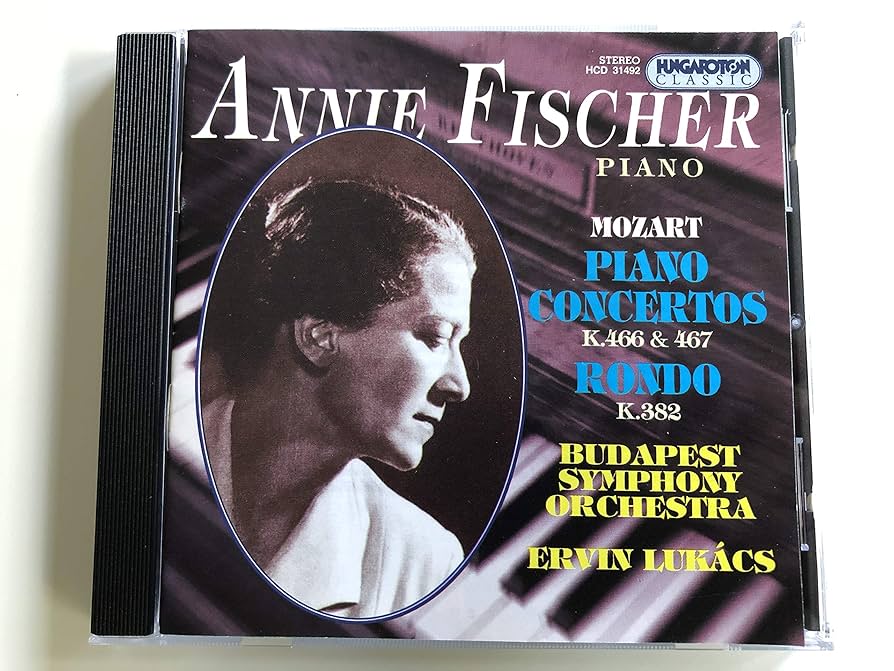 STEREO
HCD 31492
HUNGAROTON
CLASSIC
ANNIE FISCHER
PIANO
MOZART
PIANO
CONCERTOS
K.466 & 467
RONDO
K.382
BUDAPEST
SYMPHONY
ORCHESTRA
ERVIN LUKÁCS